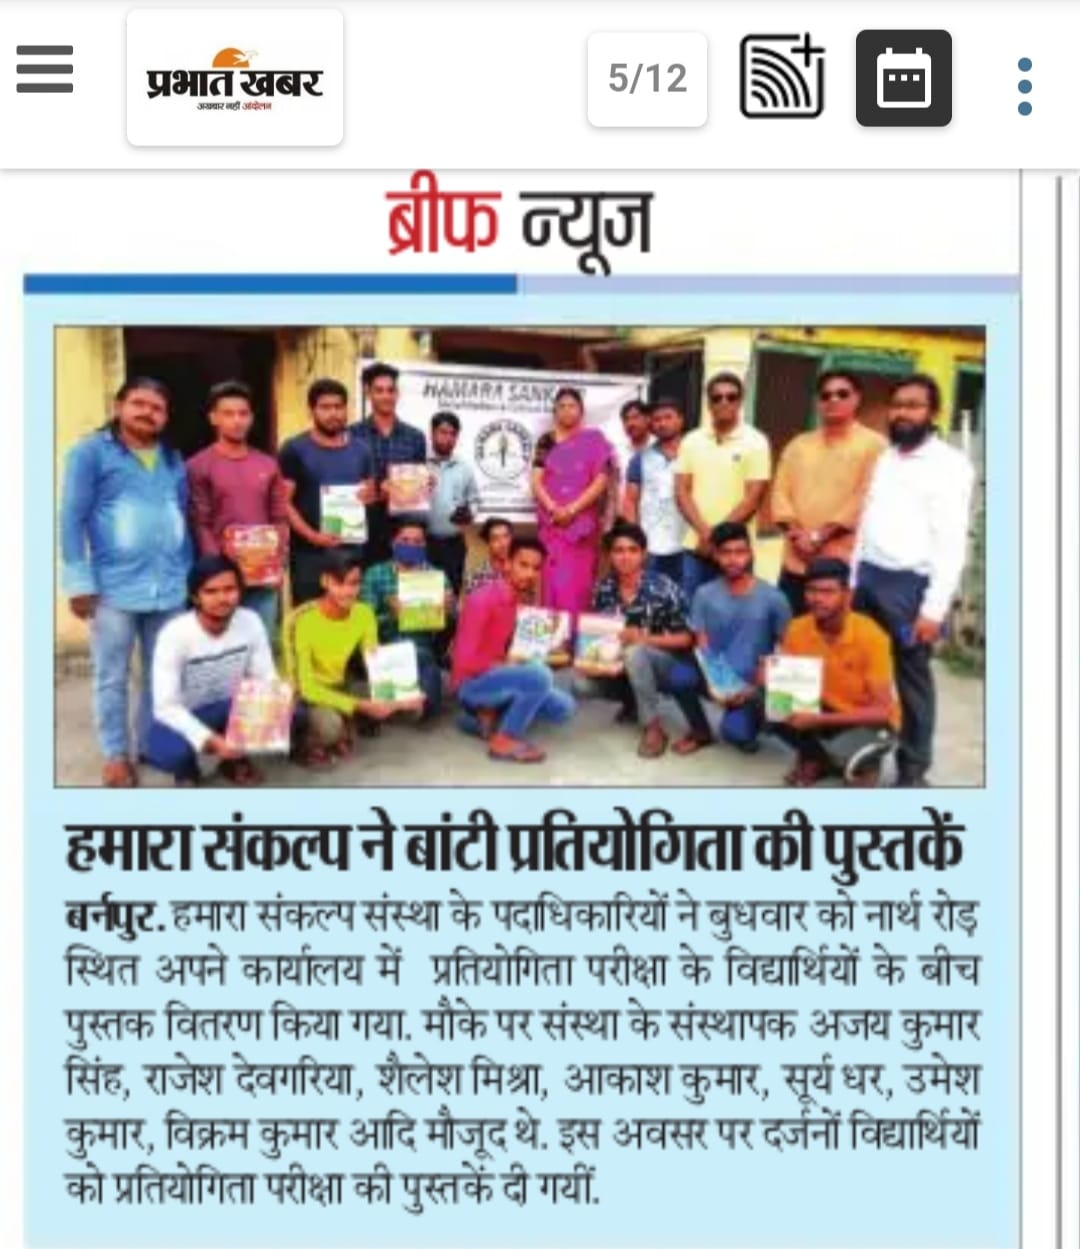 प्रभात खबर
अखबार नहीं आंदोलन
5/12
ब्रीफ न्यूज
HAMARA
हमारा संकल्प ने बांटी प्रतियोगिता की पुस्तकें
बर्नपुर. हमारा संकल्प संस्था के पदाधिकारियों ने बुधवार को नार्थ रोड़
स्थित अपने कार्यालय में प्रतियोगिता परीक्षा के विद्यार्थियों के बीच
पुस्तक वितरण किया गया. मौके पर संस्था के संस्थापक अजय कुमार
सिंह, राजेश देवगरिया, शैलेश मिश्रा, आकाश कुमार, सूर्य धर, उमेश
कुमार, विक्रम कुमार आदि मौजूद थे. इस अवसर पर दर्जनों विद्यार्थियों
को प्रतियोगिता परीक्षा की पुस्तकें दी गयीं.